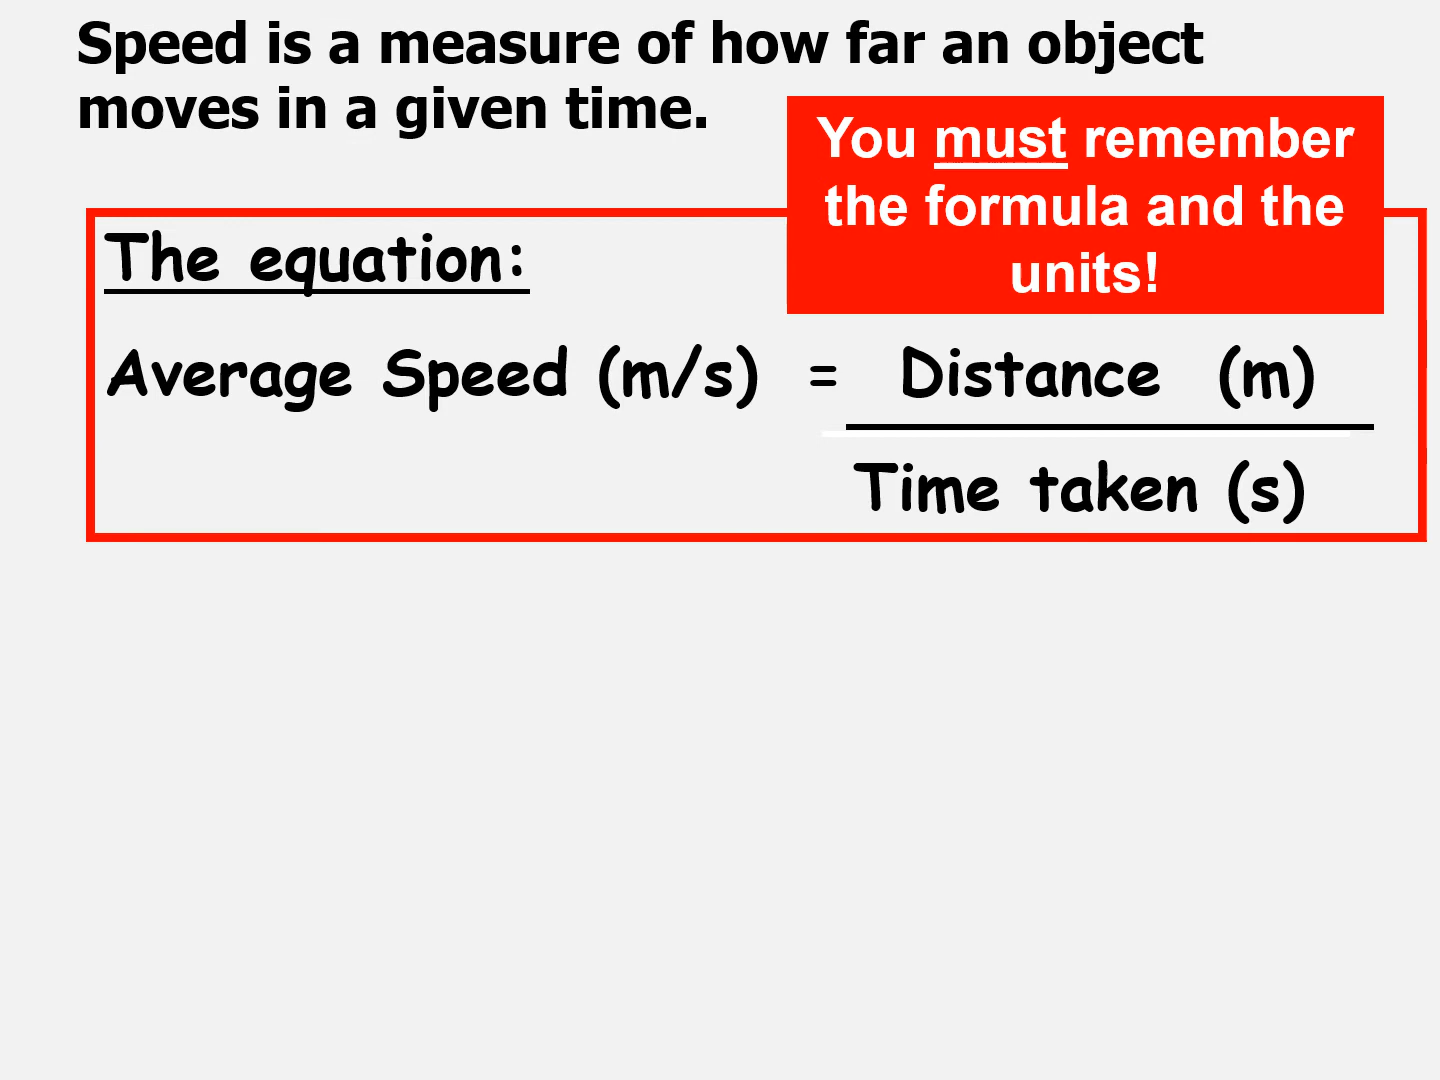 Speed is a measure of how far an object
moves in a given time.
You must remember
the formula and the
units!
The equation:
Average Speed (m/s) = Distance (m)
Time taken (s)